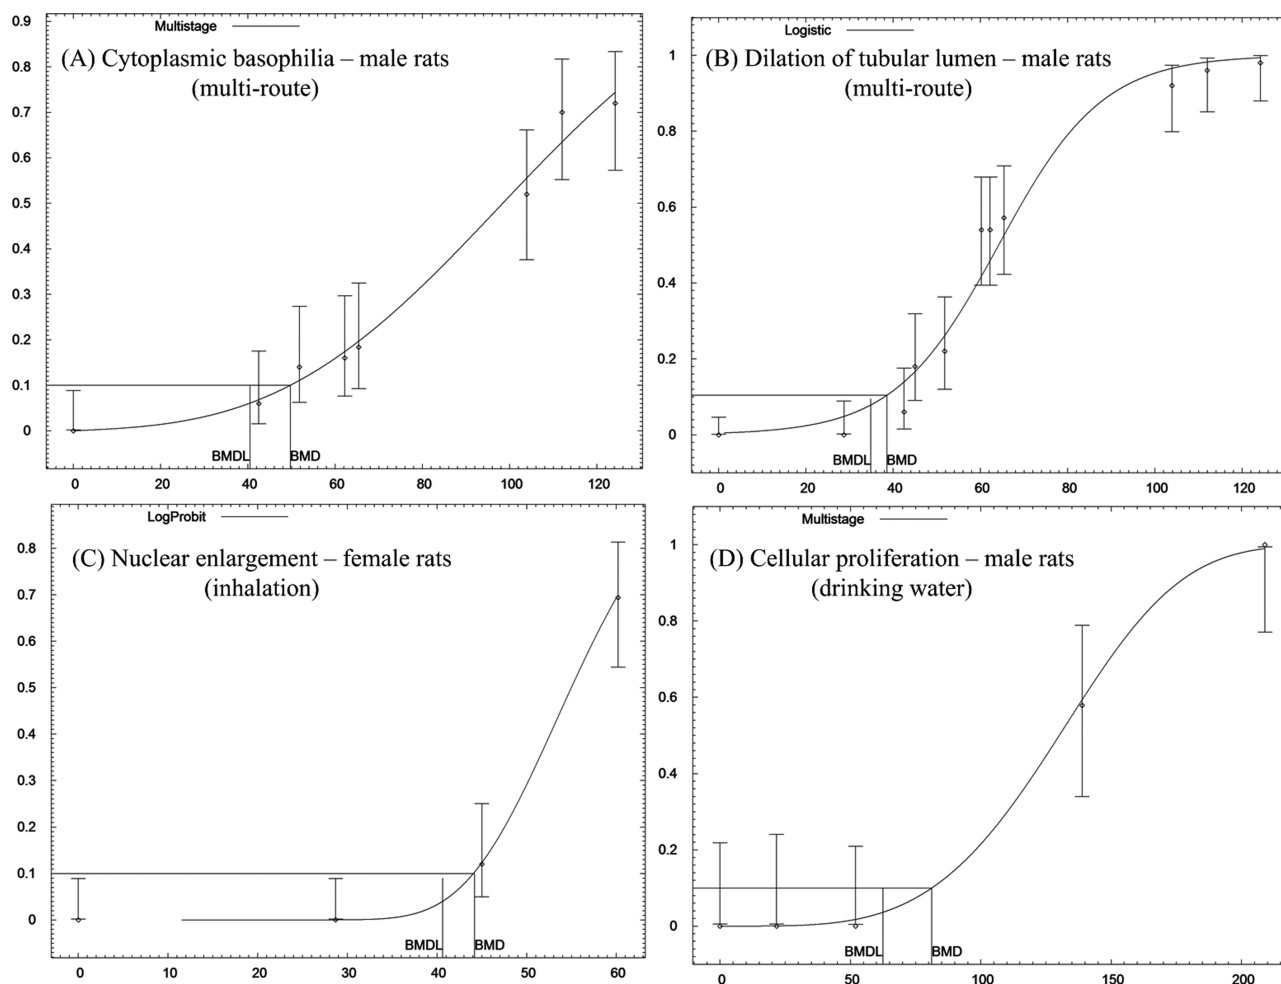 Multistage
(A) Cytoplasmic basophilia – male rats
(multi-route)
0.9
0.8
0.7
0.6
0.5
0.4
0.3
0.2
0.1
0
BMDL
BMD
0
20
40
60
80
100
120
Logistic
(B) Dilation of tubular lumen – male rats
(multi-route)
1
0.8
0.6
0.4
0.2
0
BMDL
BMD
0
20
40
60
80
100
120
LogProbit
(C) Nuclear enlargement – female rats
(inhalation)
0.8
0.7
0.6
0.5
0.4
0.3
0.2
0.1
0
BMDL
BMD
0
10
20
30
40
50
60
Multistage
(D) Cellular proliferation – male rats
(drinking water)
1
0.8
0.6
0.4
0.2
0
BMDL
BMD
0
50
100
150
200